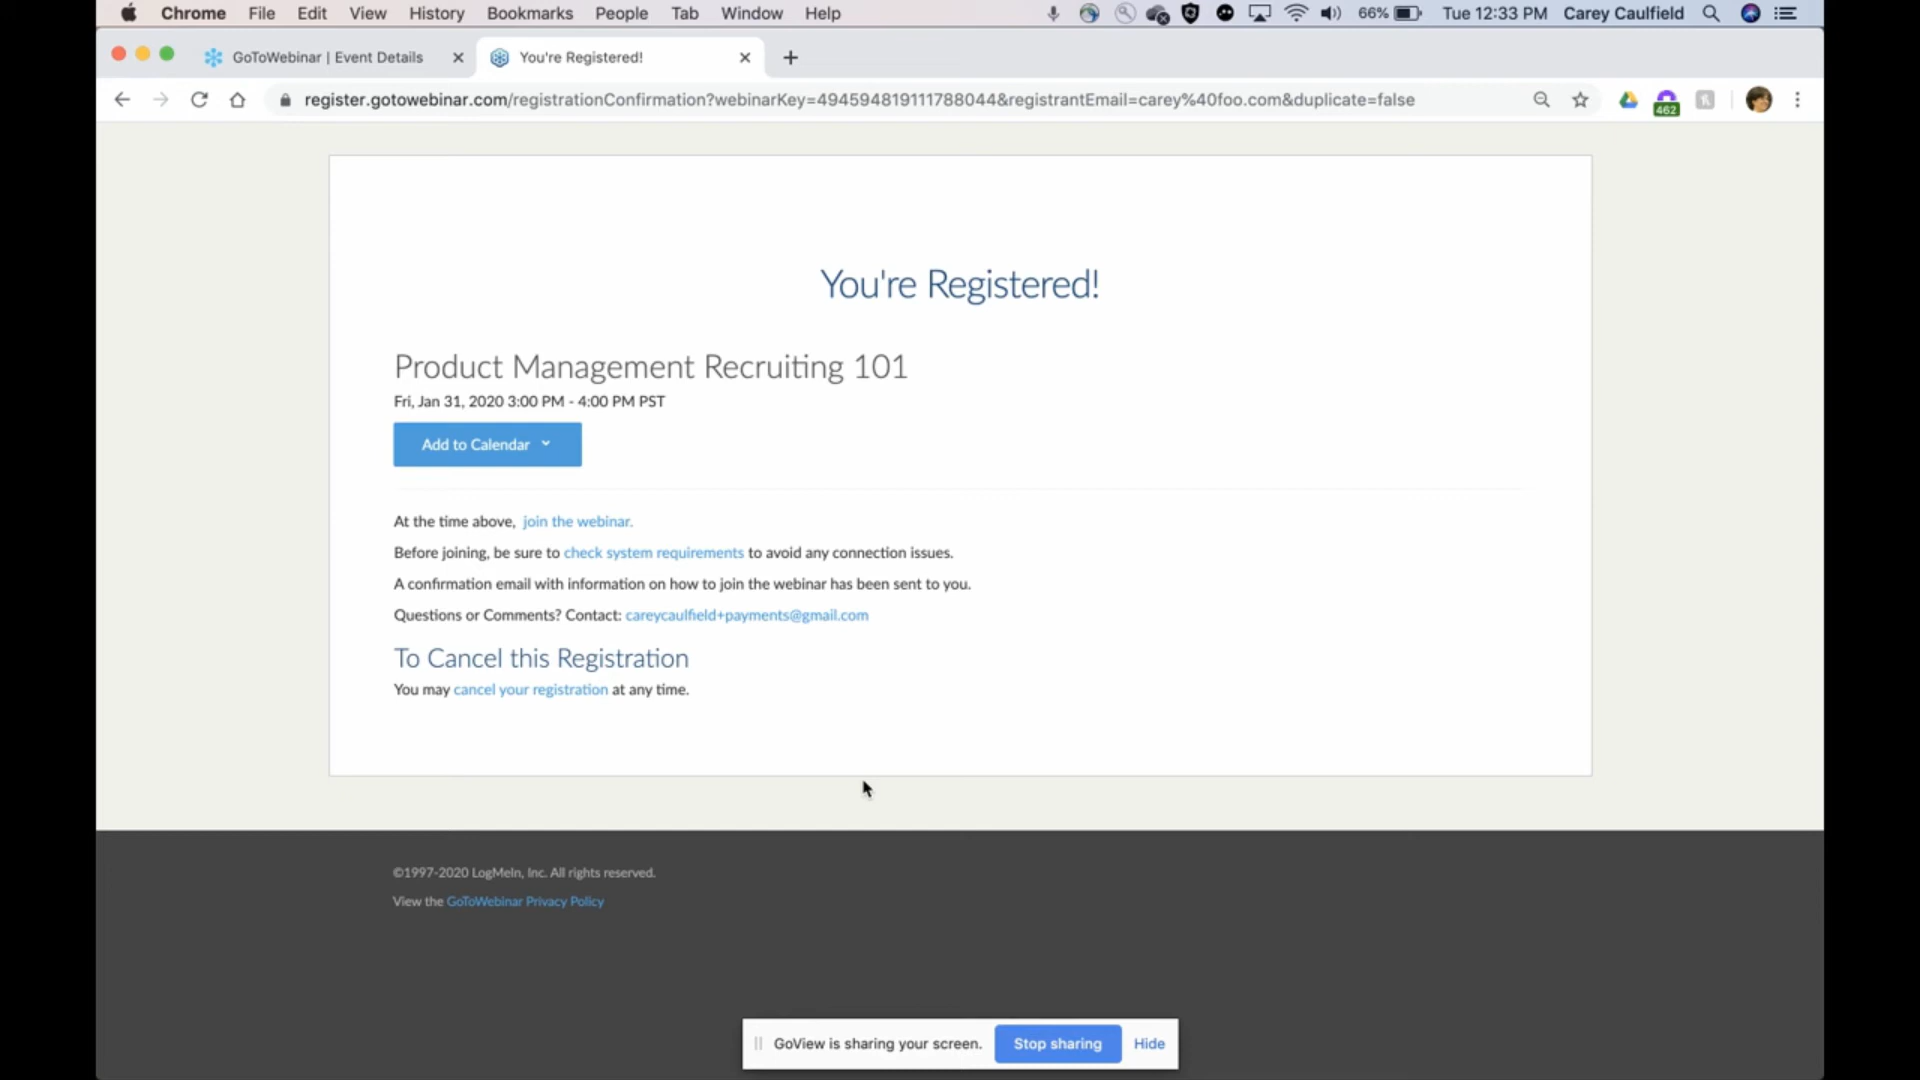 Chrome File Edit View History Bookmarks People Tab Window Help 66% Tue 12:33 PM Carey Caulfield
GoToWebinar | Event Details You're Registered!
register.gotowebinar.com/registrationConfirmation?webinarKey=494594819111788044&registrantEmail=carey%40foo.com&duplicate=false
462
You're Registered!
Product Management Recruiting 101
Fri, Jan 31, 2020 3:00 PM - 4:00 PM PST
Add to Calendar
At the time above, join the webinar.
Before joining, be sure to check system requirements to avoid any connection issues.
A confirmation email with information on how to join the webinar has been sent to you.
Questions or Comments? Contact: careycaulfield+payments@gmail.com
To Cancel this Registration
You may cancel your registration at any time.
©1997-2020 LogMeIn, Inc. All rights reserved.
View the GoToWebinar Privacy Policy
GoView is sharing your screen. Stop sharing Hide